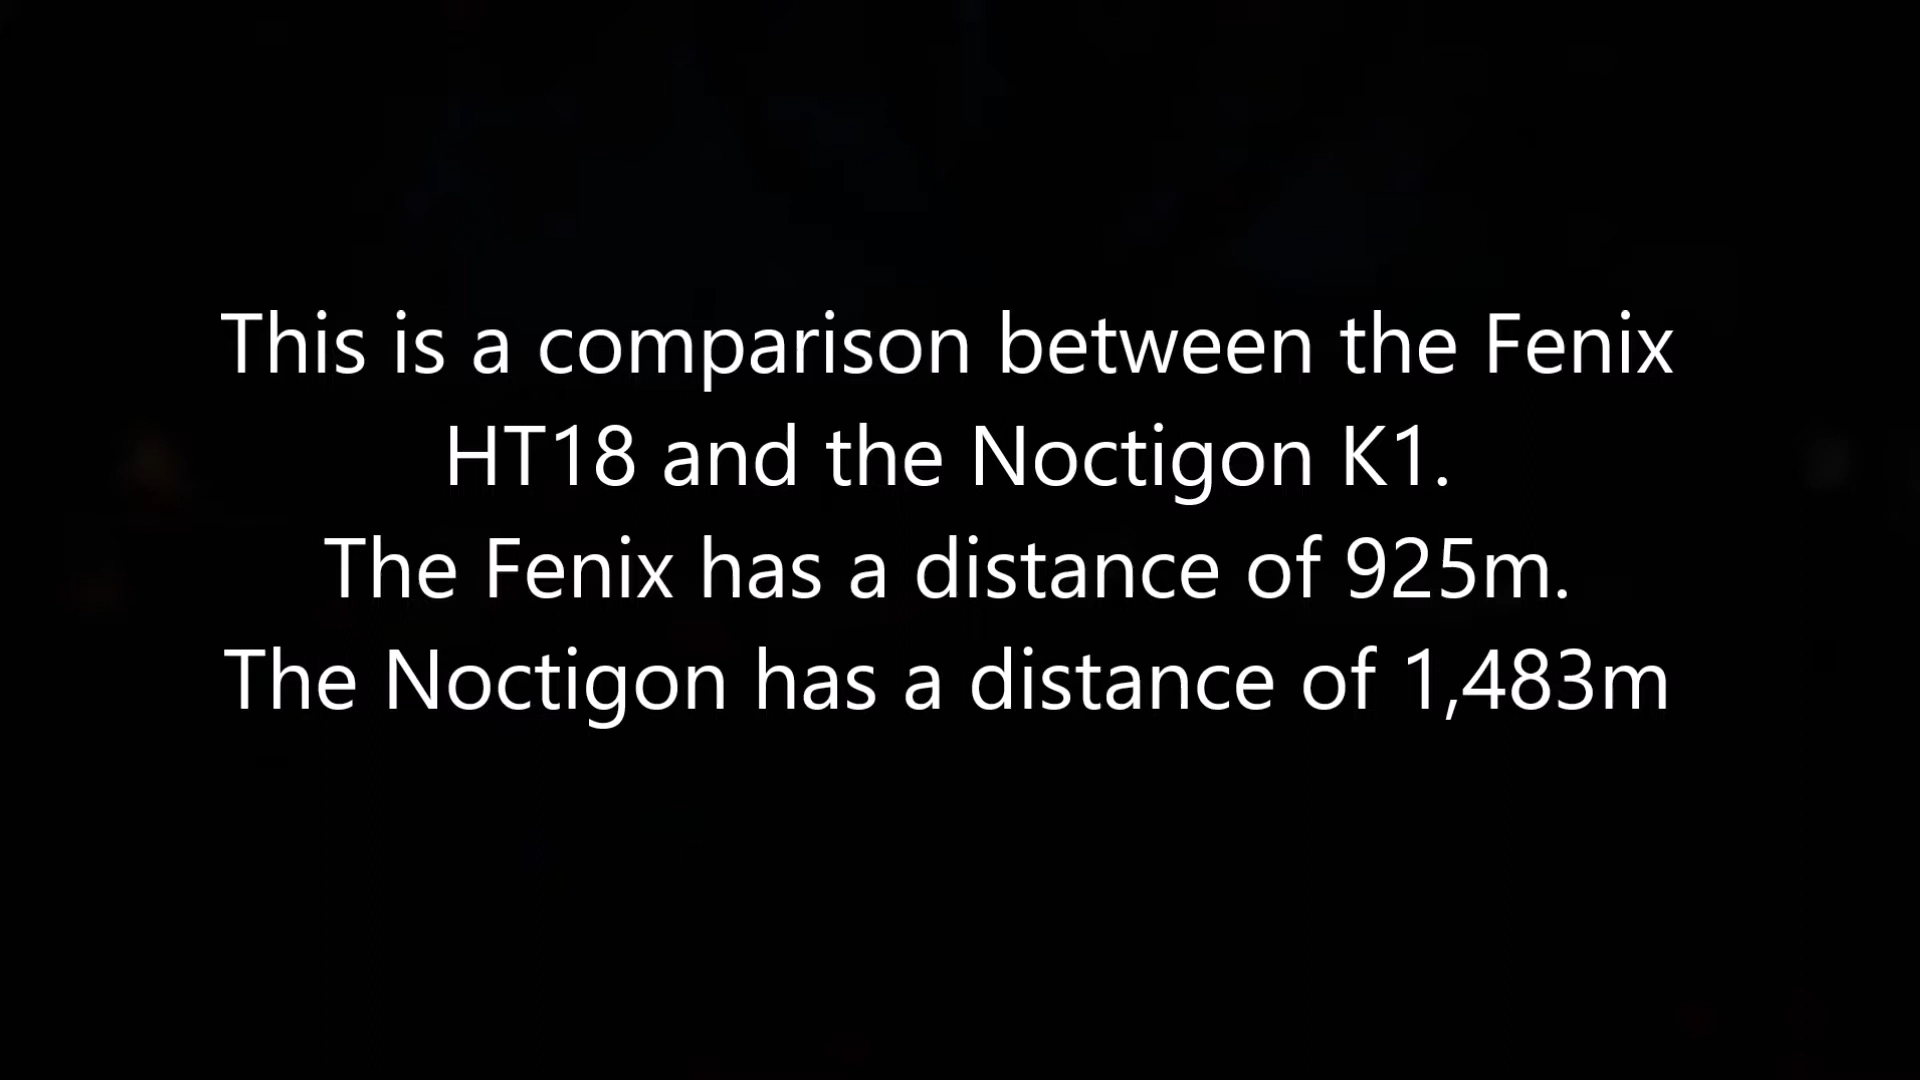 This is a comparison between the Fenix
HT18 and the Noctigon K1.
The Fenix has a distance of 925m.
The Noctigon has a distance of 1,483m